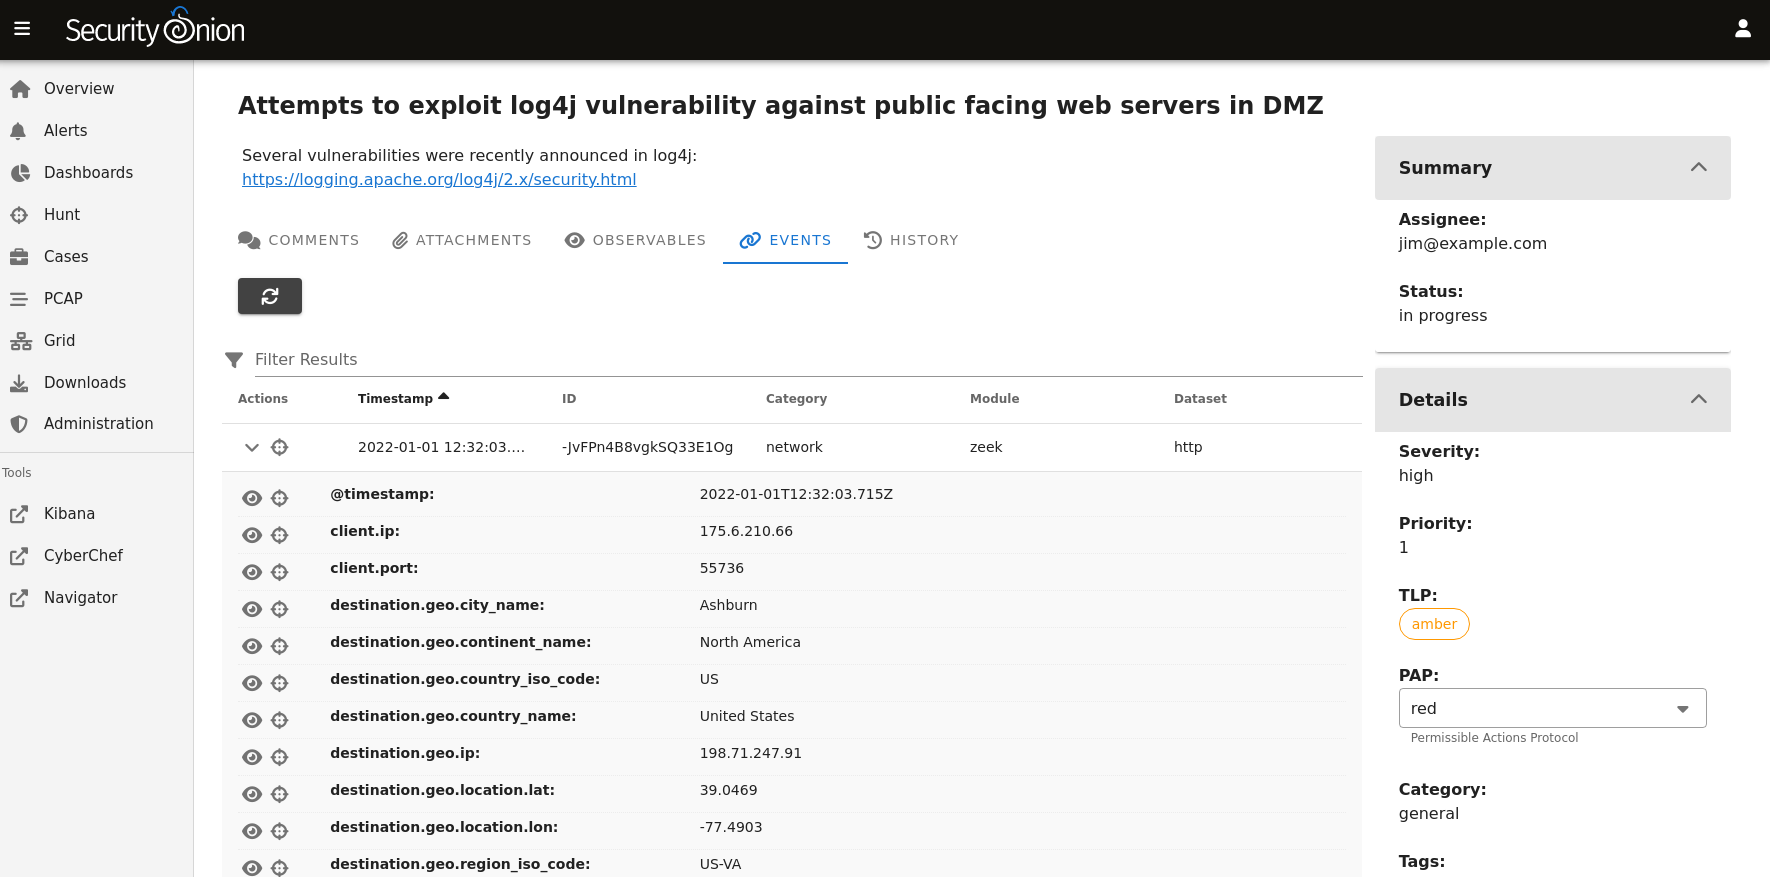 Security Onion
Overview
Alerts
Dashboards
Hunt
Cases
PCAP
Grid
Downloads
Administration
Tools
Kibana
CyberChef
Navigator
Attempts to exploit log4j vulnerability against public facing web servers in DMZ
Several vulnerabilities were recently announced in log4j:
https://logging.apache.org/log4j/2.x/security.html
COMMENTS ATTACHMENTS OBSERVABLES EVENTS HISTORY
Filter Results
Actions Timestamp ID Category Module Dataset
2022-01-01 12:32:03.... -JvFPn4B8vgkSQ33E1Og network zeek http
@timestamp: 2022-01-01T12:32:03.715Z
client.ip: 175.6.210.66
client.port: 55736
destination.geo.city_name: Ashburn
destination.geo.continent_name: North America
destination.geo.country_iso_code: US
destination.geo.country_name: United States
destination.geo.ip: 198.71.247.91
destination.geo.location.lat: 39.0469
destination.geo.location.lon: -77.4903
destination.geo.region_iso_code: US-VA
Summary
Assignee:
jim@example.com
Status:
in progress
Details
Severity:
high
Priority:
1
TLP:
amber
PAP:
red
Permissible Actions Protocol
Category:
general
Tags: